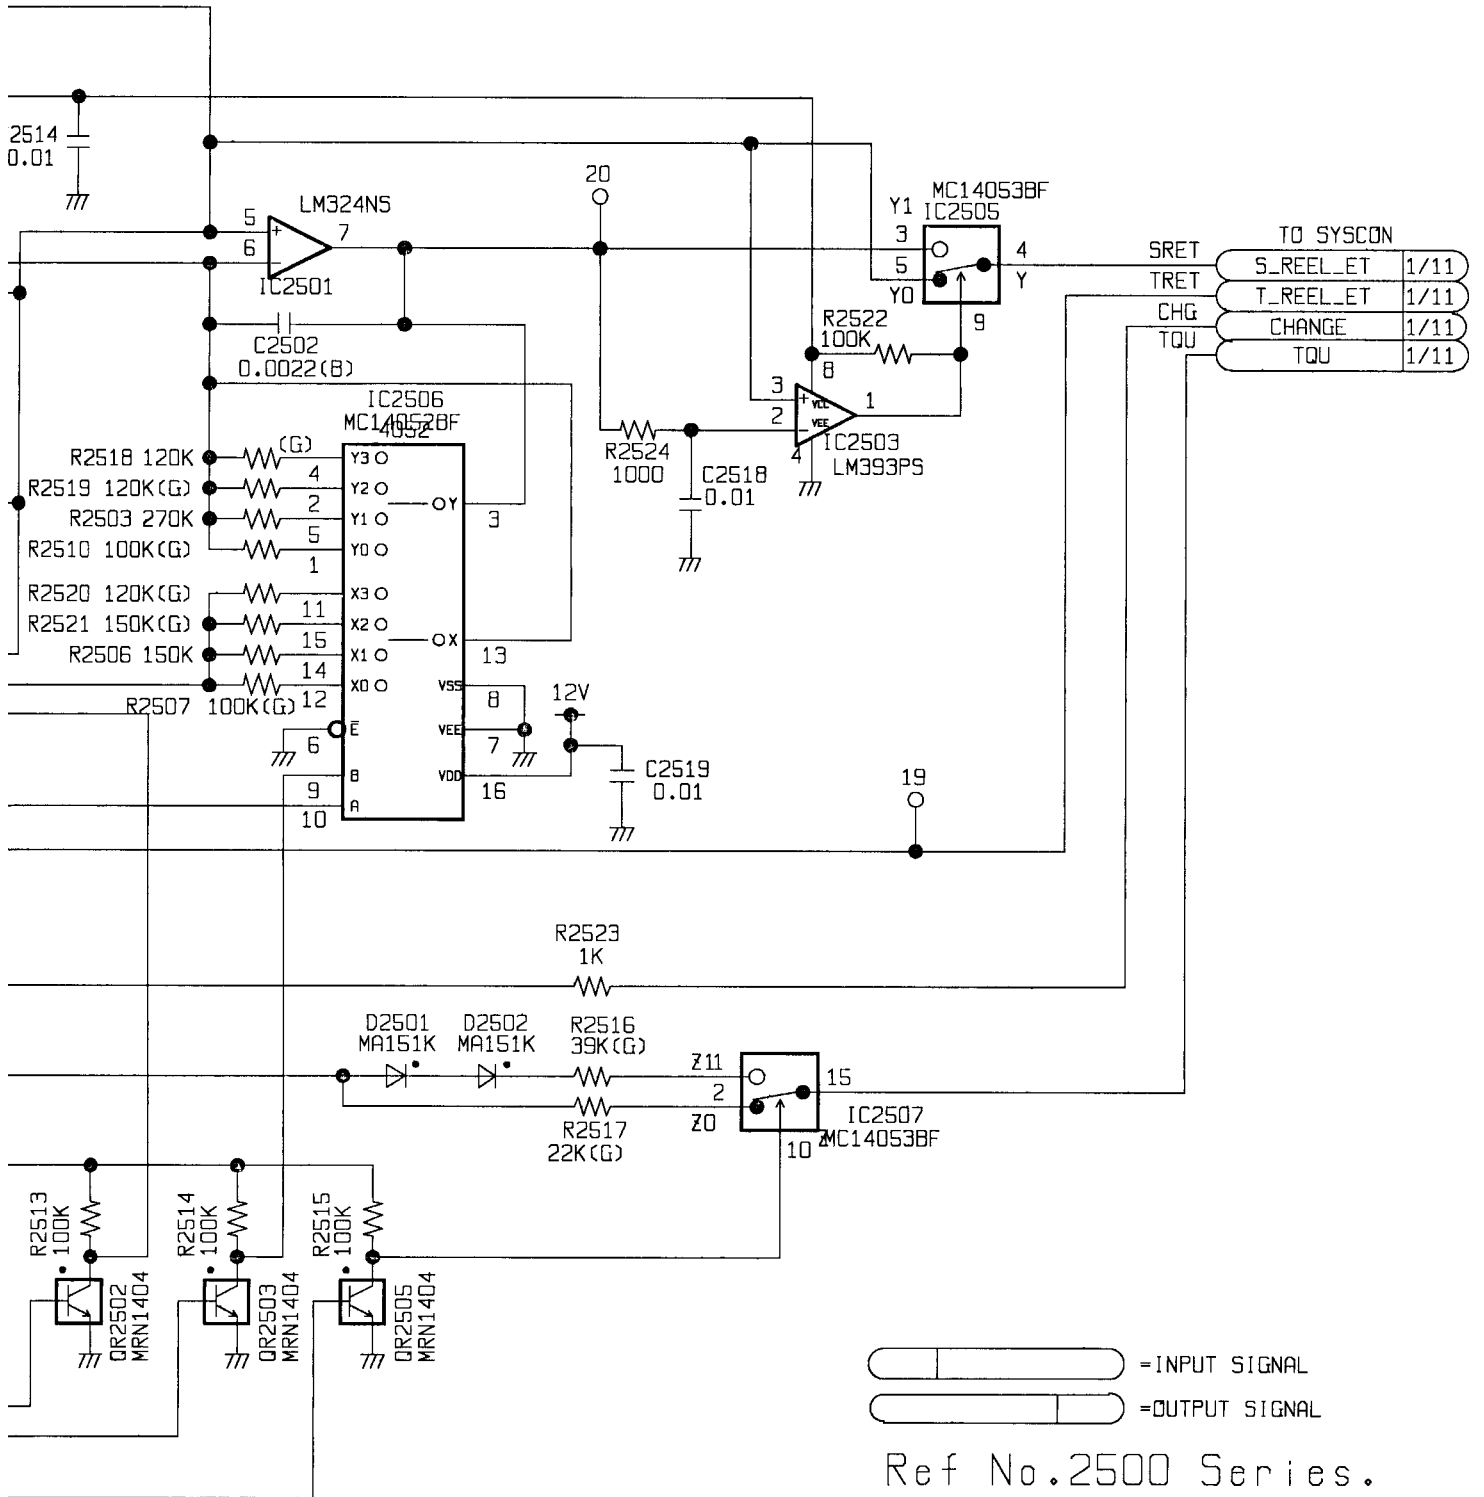 2514
0.01
LM324NS
5
6
7
IC2501
20
MC14053BF
IC2505
Y1
3
5
Y0
4
Y
9
TO SYSCON
SRET
S_REEL_ET 1/11
TRET
T_REEL_ET 1/11
CHG
CHANGE 1/11
TQU
TQU 1/11
R2522
100K
8
3
2
VCC
VEE
1
4
IC2503
LM393PS
C2502
0.0022(B)
IC2506
MC14052BF
4052
R2524
1000
C2518
0.01
R2518 120K (G)
4
Y3
R2519 120K(G)
2
Y2
R2503 270K
5
Y1
R2510 100K(G)
1
Y0
Y
3
R2520 120K(G)
11
X3
R2521 150K(G)
15
X2
R2506 150K
14
X1
R2507 100K(G)
12
X0
X
13
VSS
8
VEE
7
VDD
16
6
E
9
B
10
A
12V
C2519
0.01
19
R2523
1K
D2501
MA151K
D2502
MA151K
R2516
39K(G)
Z11
2
Z0
R2517
22K(G)
15
10
IC2507
MC14053BF
R2513
100K
R2514
100K
R2515
100K
QR2502
MRN1404
QR2503
MRN1404
QR2505
MRN1404
=INPUT SIGNAL
=OUTPUT SIGNAL
Ref No.2500 Series.